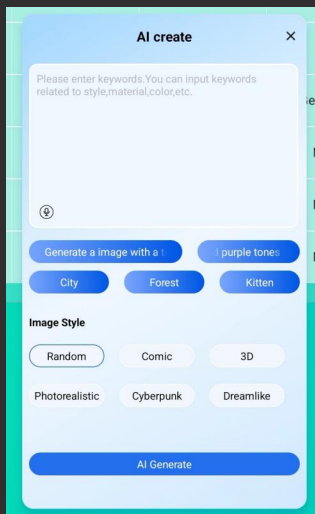 AI create
Please enter keywords.You can input keywords
related to style,material,color,etc.
Generate a image with a
purple tones
City Forest Kitten
Image Style
Random Comic 3D
Photorealistic Cyberpunk Dreamlike
AI Generate